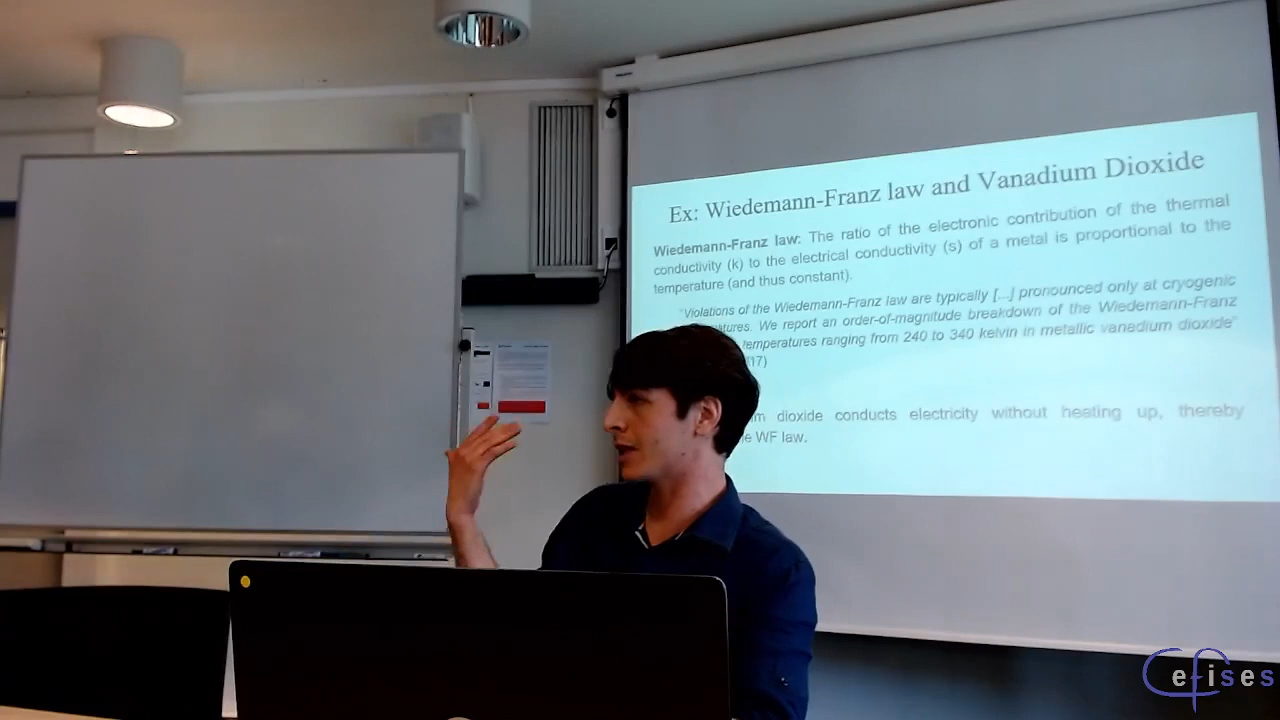 Ex: Wiedemann-Franz law and Vanadium Dioxide
Wiedemann-Franz law: The ratio of the electronic contribution of the thermal
conductivity (k) to the electrical conductivity (s) of a metal is proportional to the
temperature (and thus constant).
"Violations of the Wiedemann-Franz law are typically [...] pronounced only at cryogenic
We report an order-of-magnitude breakdown of the Wiedemann-Franz
temperatures ranging from 240 to 340 kelvin in metallic vanadium dioxide"
17)
dioxide conducts electricity without heating up, thereby
WF law.
Cefises